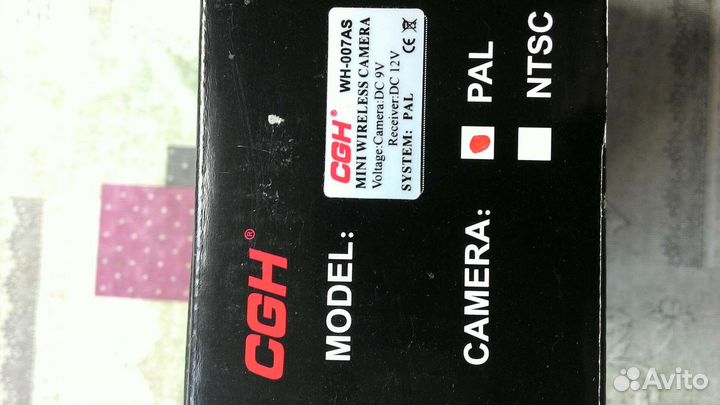 CGH®
MODEL:
CGH® WH-007AS
MINI WIRELESS CAMERA
Voltage:Camera:DC 9V
Receiver:DC 12V
SYSTEM: PAL CE
CAMERA: PAL
NTSC
Avito